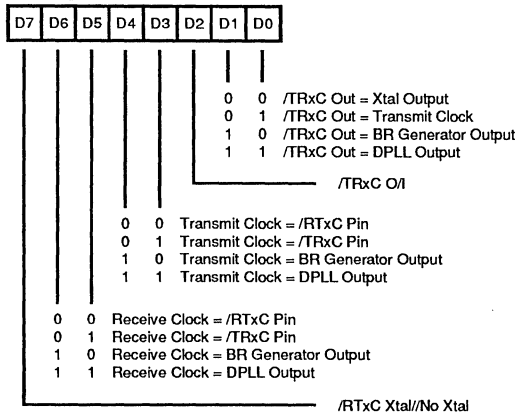 D7 D6 D5 D4 D3 D2 D1 D0
0 0 /TRxC Out = Xtal Output
0 1 /TRxC Out = Transmit Clock
1 0 /TRxC Out = BR Generator Output
1 1 /TRxC Out = DPLL Output
/TRxC O/I
0 0 Transmit Clock = /RTxC Pin
0 1 Transmit Clock = /TRxC Pin
1 0 Transmit Clock = BR Generator Output
1 1 Transmit Clock = DPLL Output
0 0 Receive Clock = /RTxC Pin
0 1 Receive Clock = /TRxC Pin
1 0 Receive Clock = BR Generator Output
1 1 Receive Clock = DPLL Output
/RTxC Xtal//No Xtal